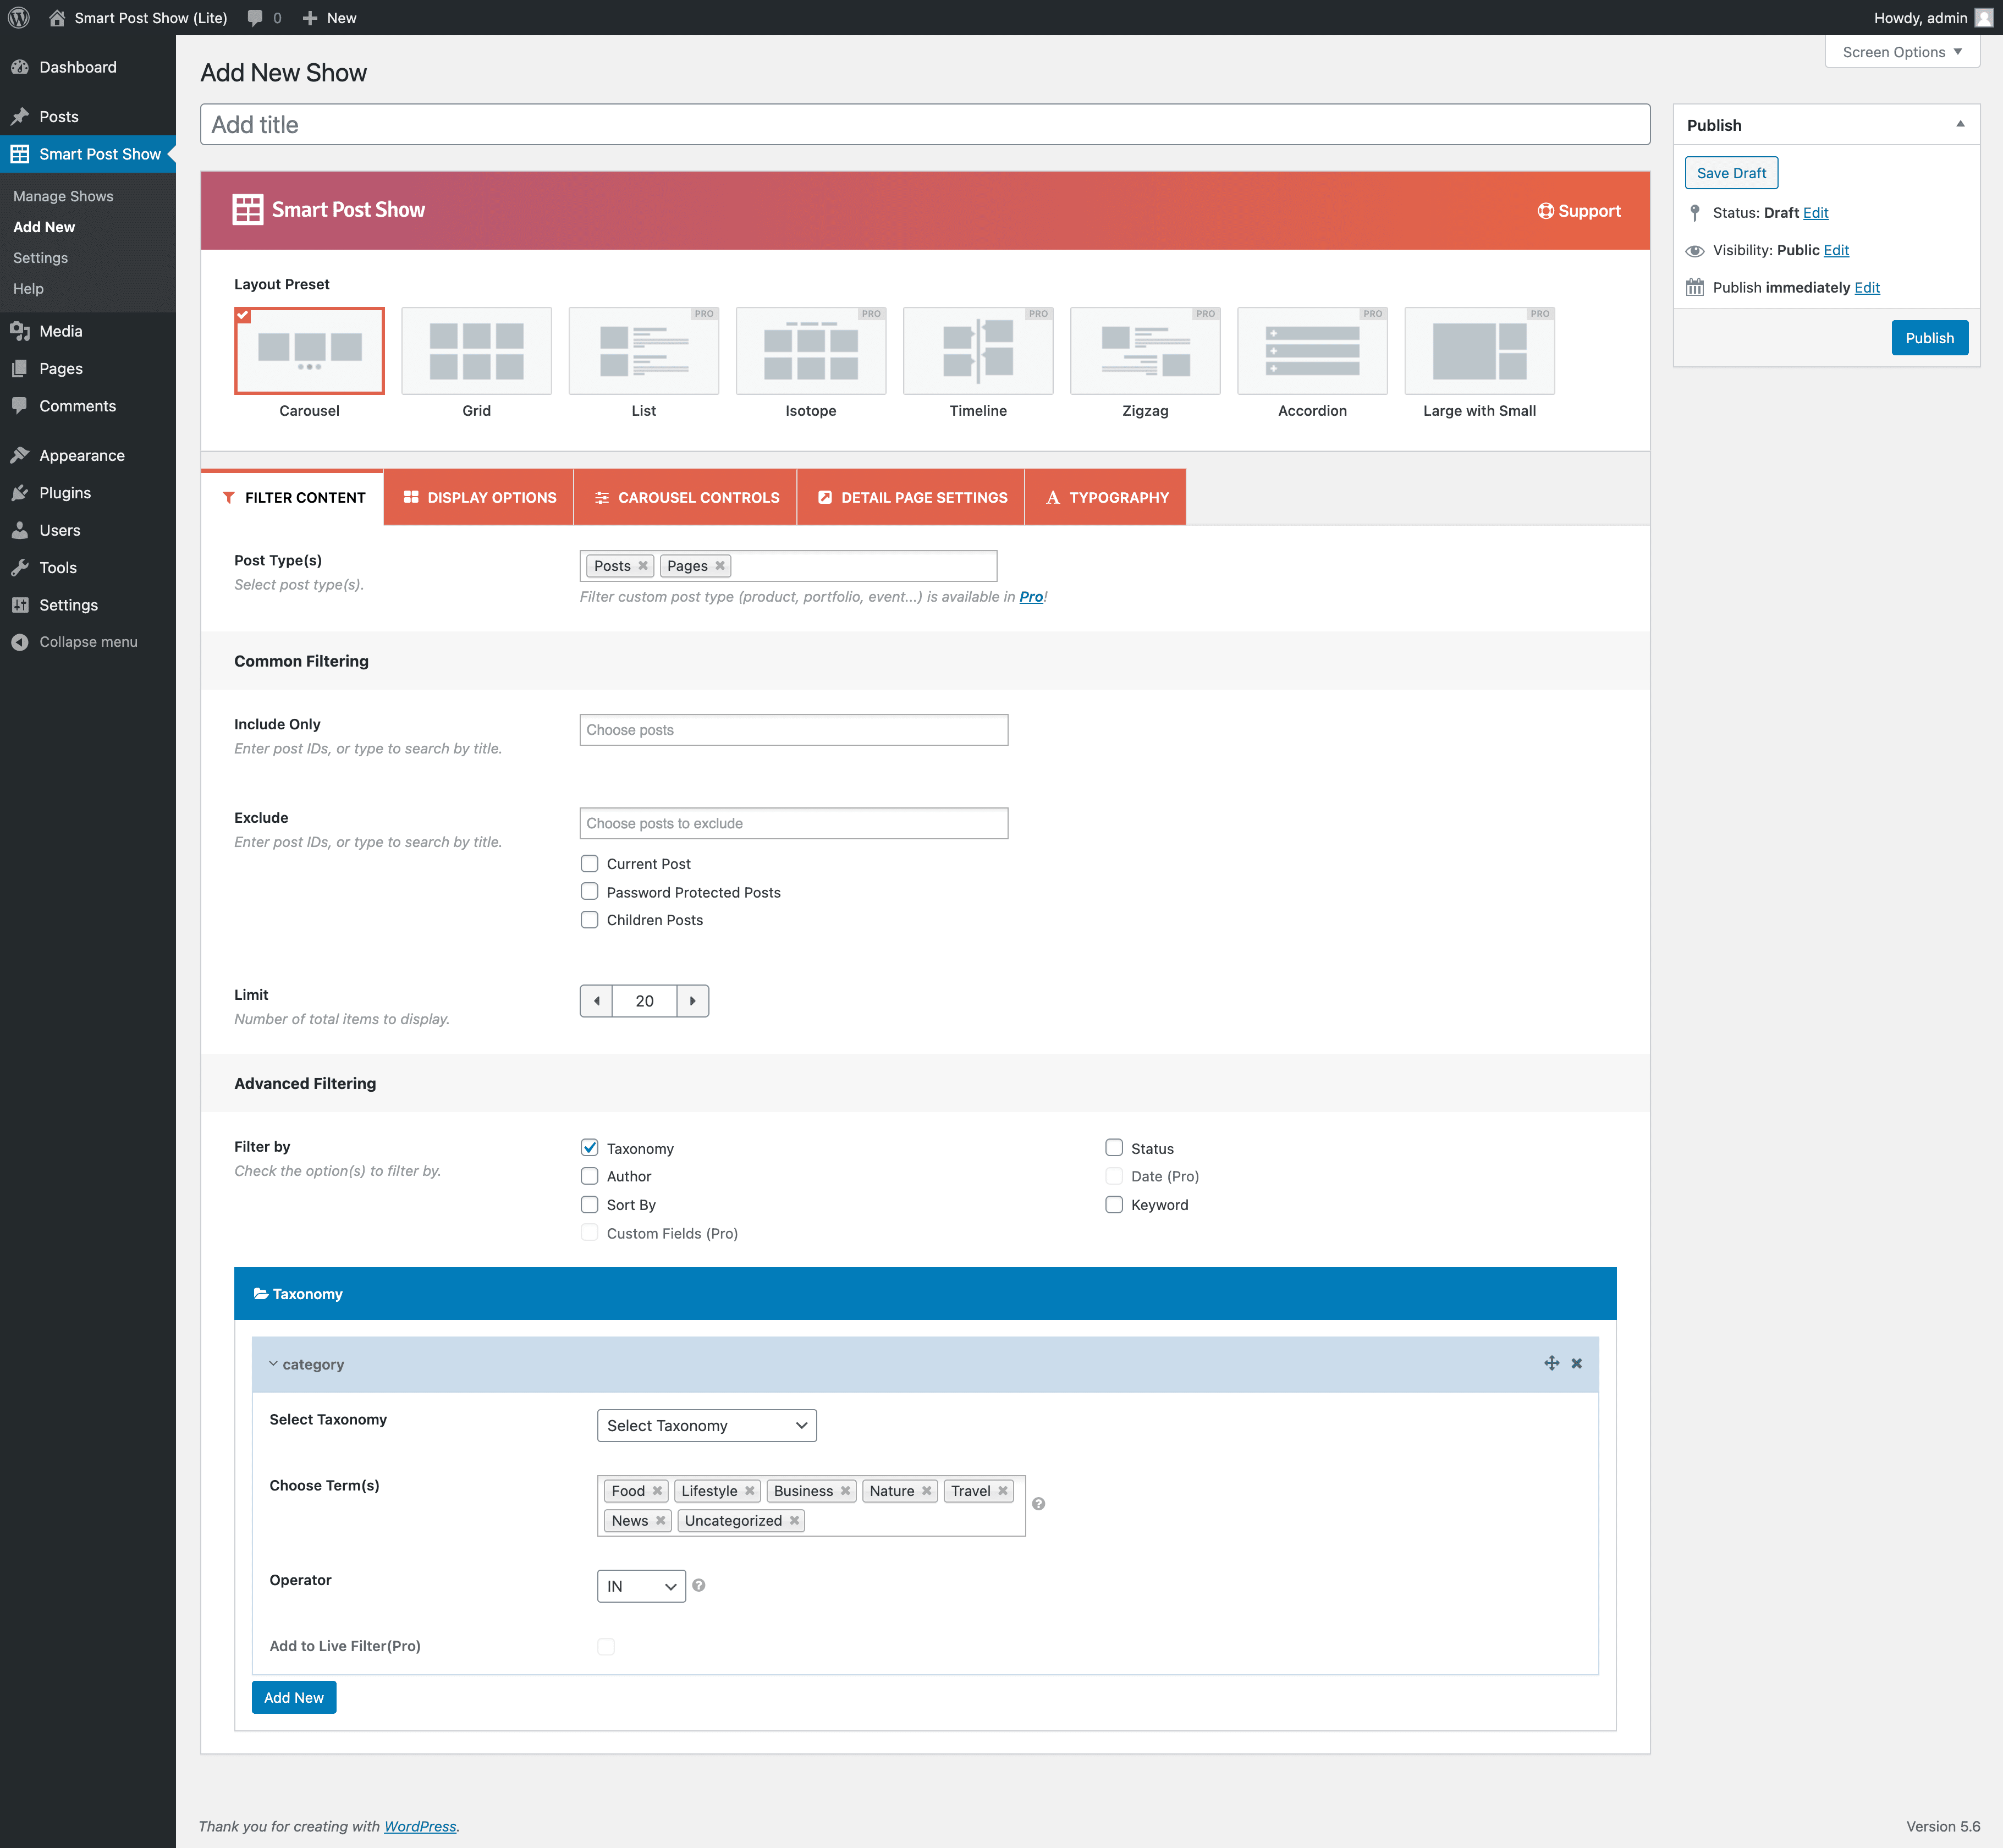 Smart Post Show (Lite) 0 New Howdy, admin
Screen Options
Dashboard
Posts
Smart Post Show
Manage Shows
Add New
Settings
Help
Media
Pages
Comments
Appearance
Plugins
Users
Tools
Settings
Collapse menu
Add New Show
Add title
Smart Post Show Support
Layout Preset
PRO PRO PRO PRO PRO PRO
Carousel Grid List Isotope Timeline Zigzag Accordion Large with Small
FILTER CONTENT DISPLAY OPTIONS CAROUSEL CONTROLS DETAIL PAGE SETTINGS A TYPOGRAPHY
Post Type(s)
Select post type(s).
Posts Pages
Filter custom post type (product, portfolio, event...) is available in Pro!
Common Filtering
Include Only
Enter post IDs, or type to search by title.
Choose posts
Exclude
Enter post IDs, or type to search by title.
Choose posts to exclude
Current Post
Password Protected Posts
Children Posts
Limit
Number of total items to display.
20
Advanced Filtering
Filter by
Check the option(s) to filter by.
Taxonomy Status
Author Date (Pro)
Sort By Keyword
Custom Fields (Pro)
Taxonomy
category
Select Taxonomy Select Taxonomy
Choose Term(s) Food Lifestyle Business Nature Travel
News Uncategorized
Operator IN
Add to Live Filter(Pro)
Add New
Publish
Save Draft
Status: Draft Edit
Visibility: Public Edit
Publish immediately Edit
Publish
Thank you for creating with WordPress. Version 5.6